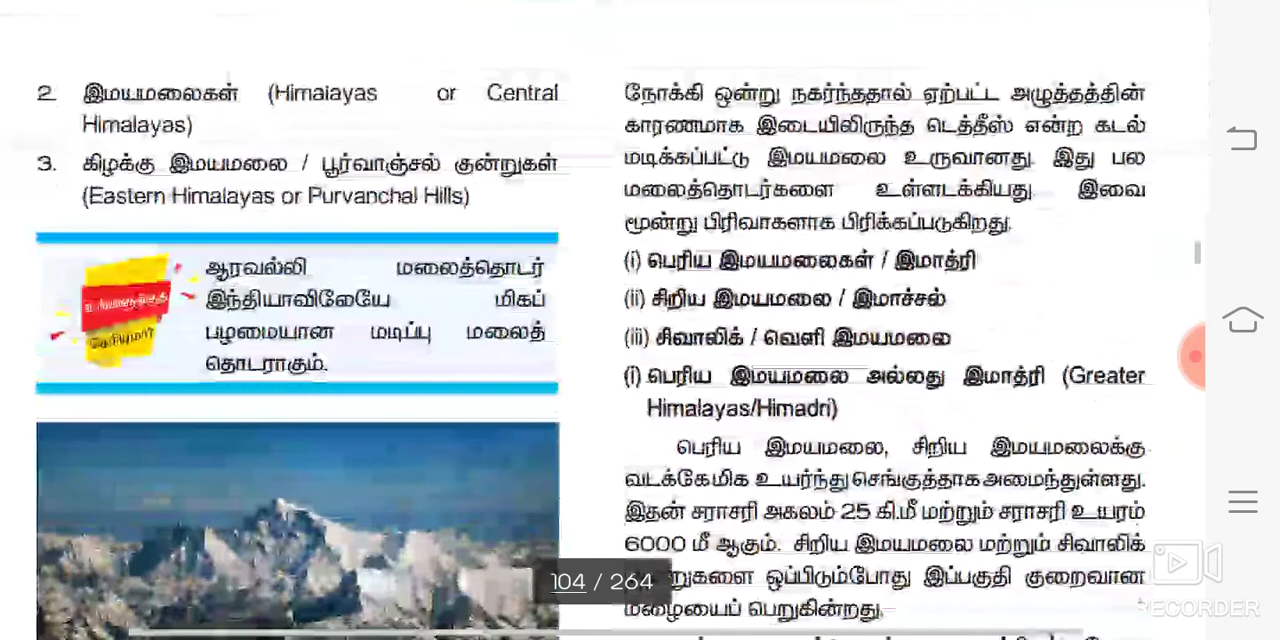 2. இமயமலைகள் (Himalayas or Central
Himalayas)
3. கிழக்கு இமயமலை / பூர்வாஞ்சல் குன்றுகள்
(Eastern Himalayas or Purvanchal Hills)
உங்களுக்குத்
தெரியுமா?
ஆரவல்லி மலைத்தொடர்
இந்தியாவிலேயே மிகப்
பழமையான மடிப்பு மலைத்
தொடராகும்.
நோக்கி ஒன்று நகர்ந்ததால் ஏற்பட்ட அழுத்தத்தின்
காரணமாக இடையிலிருந்த டெத்தீஸ் என்ற கடல்
மடிக்கப்பட்டு இமயமலை உருவானது. இது பல
மலைத்தொடர்களை உள்ளடக்கியது. இவை
மூன்று பிரிவாகளாக பிரிக்கப்படுகிறது.
(i) பெரிய இமயமலைகள் / இமாத்ரி
(ii) சிறிய இமயமலை / இமாச்சல்
(iii) சிவாலிக் / வெளி இமயமலை
(i) பெரிய இமயமலை அல்லது இமாத்ரி (Greater
Himalayas/Himadri)
பெரிய இமயமலை, சிறிய இமயமலைக்கு
வடக்கேமிக உயர்ந்து செங்குத்தாக அமைந்துள்ளது.
இதன் சராசரி அகலம் 25 கி.மீ மற்றும் சராசரி உயரம்
6000 மீ ஆகும். சிறிய இமயமலை மற்றும் சிவாலிக்
ஒப்பிடும்போது இப்பகுதி குறைவான
மழையைப் பெறுகின்றது.
104 / 264
RECORDER